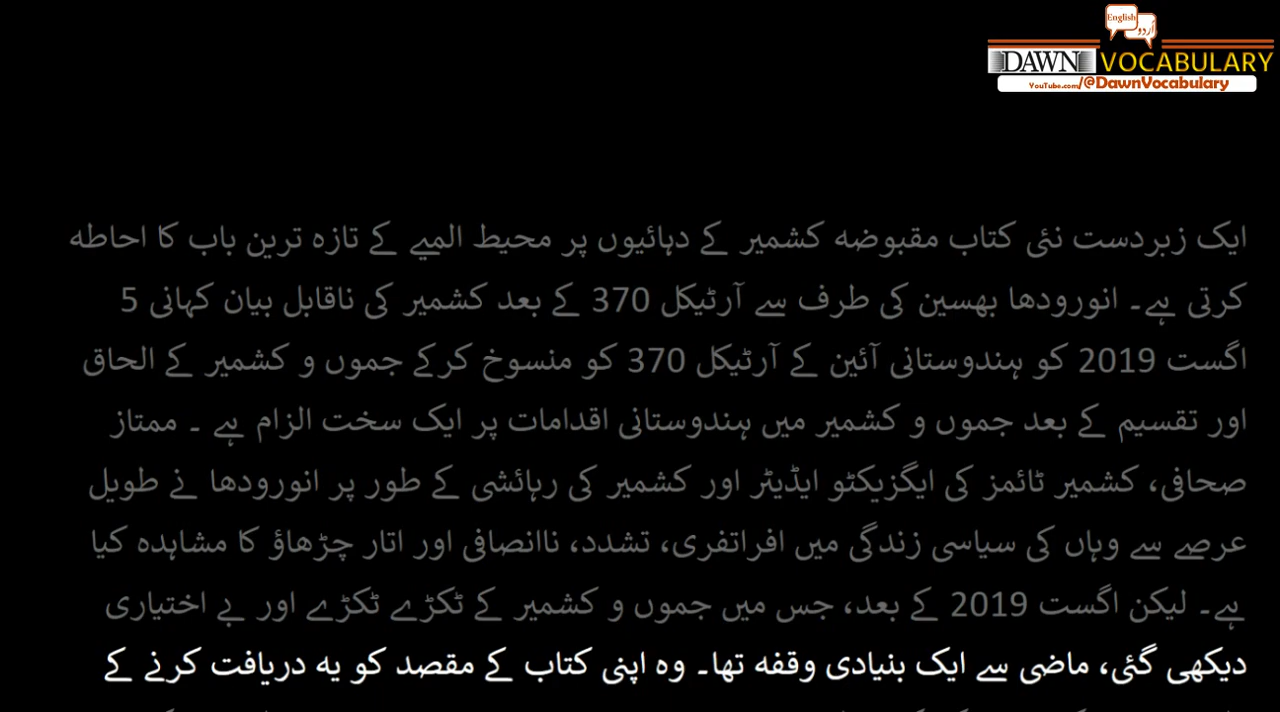 English
اُردو
DAWN VOCABULARY
YouTube.com/@DawnVocabulary
ایک زبردست نئی کتاب مقبوضہ کشمیر کے دہائیوں پر محیط المیے کے تازہ ترین باب کا احاطہ
کرتی ہے۔ انورودھا بھسین کی طرف سے آرٹیکل 370 کے بعد کشمیر کی ناقابل بیان کہانی 5
اگست 2019 کو ہندوستانی آئین کے آرٹیکل 370 کو منسوخ کرکے جموں و کشمیر کے الحاق
اور تقسیم کے بعد جموں و کشمیر میں ہندوستانی اقدامات پر ایک سخت الزام ہے ۔ ممتاز
صحافی، کشمیر ٹائمز کی ایگزیکٹو ایڈیٹر اور کشمیر کی رہائشی کے طور پر انورودھا نے طویل
عرصے سے وہاں کی سیاسی زندگی میں افراتفری، تشدد، ناانصافی اور اتار چڑھاؤ کا مشاہدہ کیا
ہے۔ لیکن اگست 2019 کے بعد، جس میں جموں و کشمیر کے ٹکڑے ٹکڑے اور بے اختیاری
دیکھی گئی، ماضی سے ایک بنیادی وقفہ تھا۔ وہ اپنی کتاب کے مقصد کو یہ دریافت کرنے کے